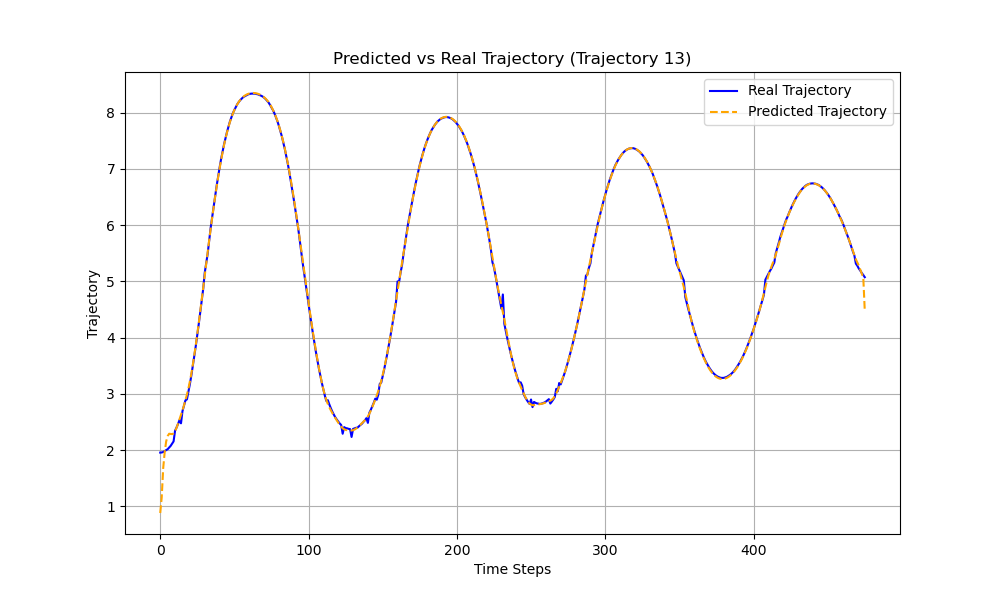 Predicted vs Real Trajectory (Trajectory 13)
Real Trajectory
Predicted Trajectory
Trajectory
8
7
6
5
4
3
2
1
0 100 200 300 400
Time Steps